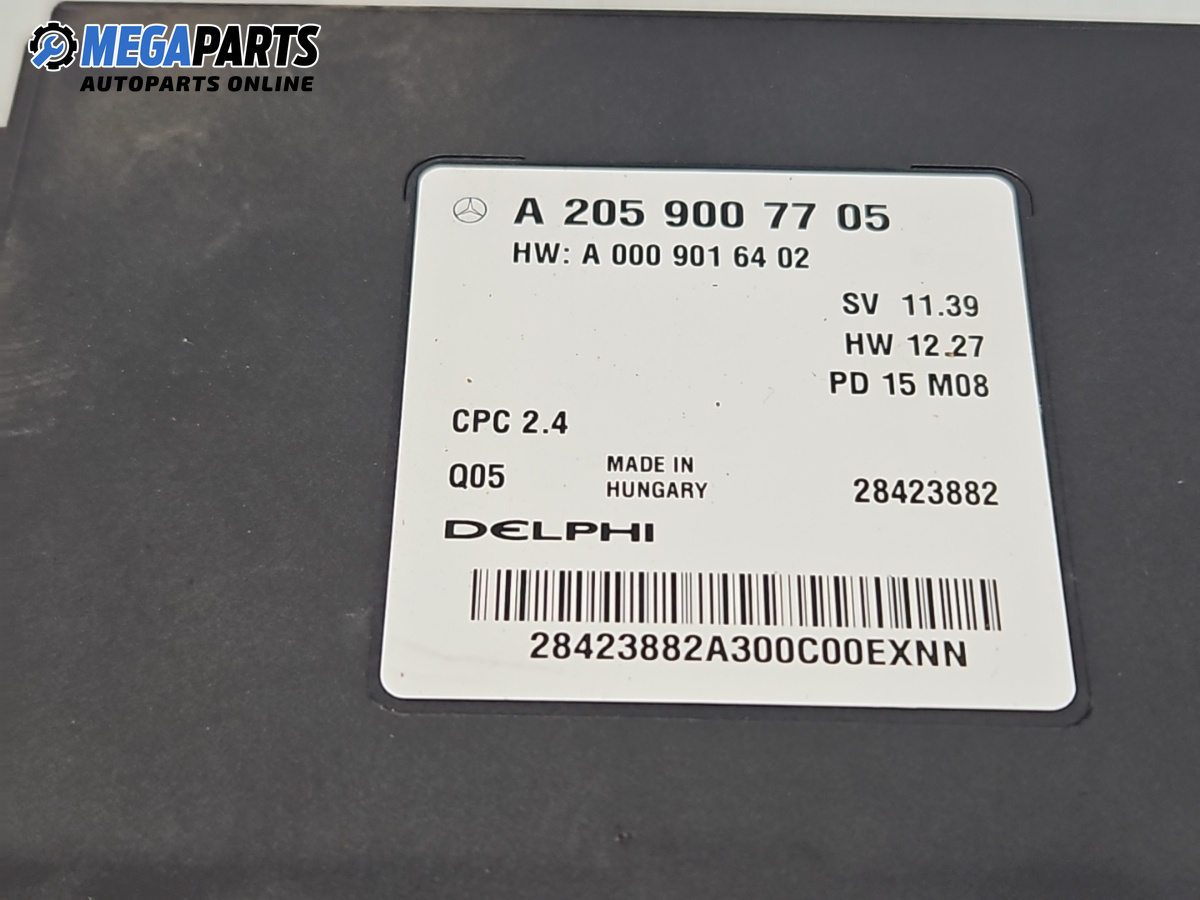 MEGAPARTS
AUTOPARTS ONLINE
A 205 900 77 05
HW: A 000 901 64 02
SV 11.39
HW 12.27
PD 15 M08
CPC 2.4
Q05
MADE IN
HUNGARY
28423882
DELPHI
28423882A300C00EXNN